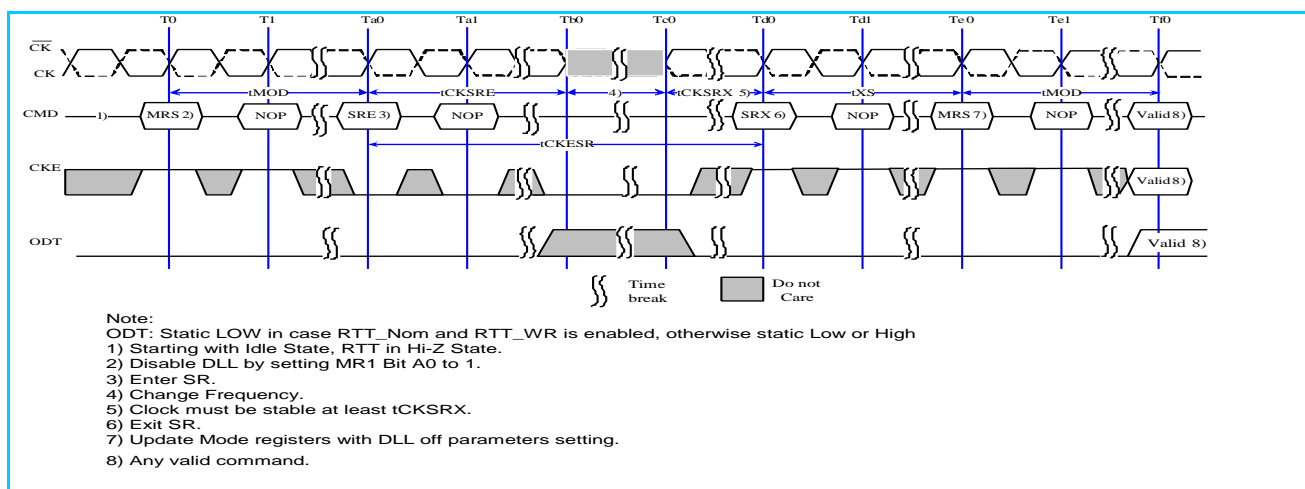 T0 T1 Ta0 Ta1 Tb0 Tc0 Td0 Td1 Te0 Te1 Tf0
CK
CK
tMOD tCKSRE 4) tCKSRX 5) tXS tMOD
CMD 1) MRS 2) NOP SRE 3) NOP SRX 6) NOP MRS 7) NOP Valid 8)
tCKESR
CKE Valid 8)
ODT Valid 8)
Time break
Do not Care
Note:
ODT: Static LOW in case RTT_Nom and RTT_WR is enabled, otherwise static Low or High
1) Starting with Idle State, RTT in Hi-Z State.
2) Disable DLL by setting MR1 Bit A0 to 1.
3) Enter SR.
4) Change Frequency.
5) Clock must be stable at least tCKSRX.
6) Exit SR.
7) Update Mode registers with DLL off parameters setting.
8) Any valid command.